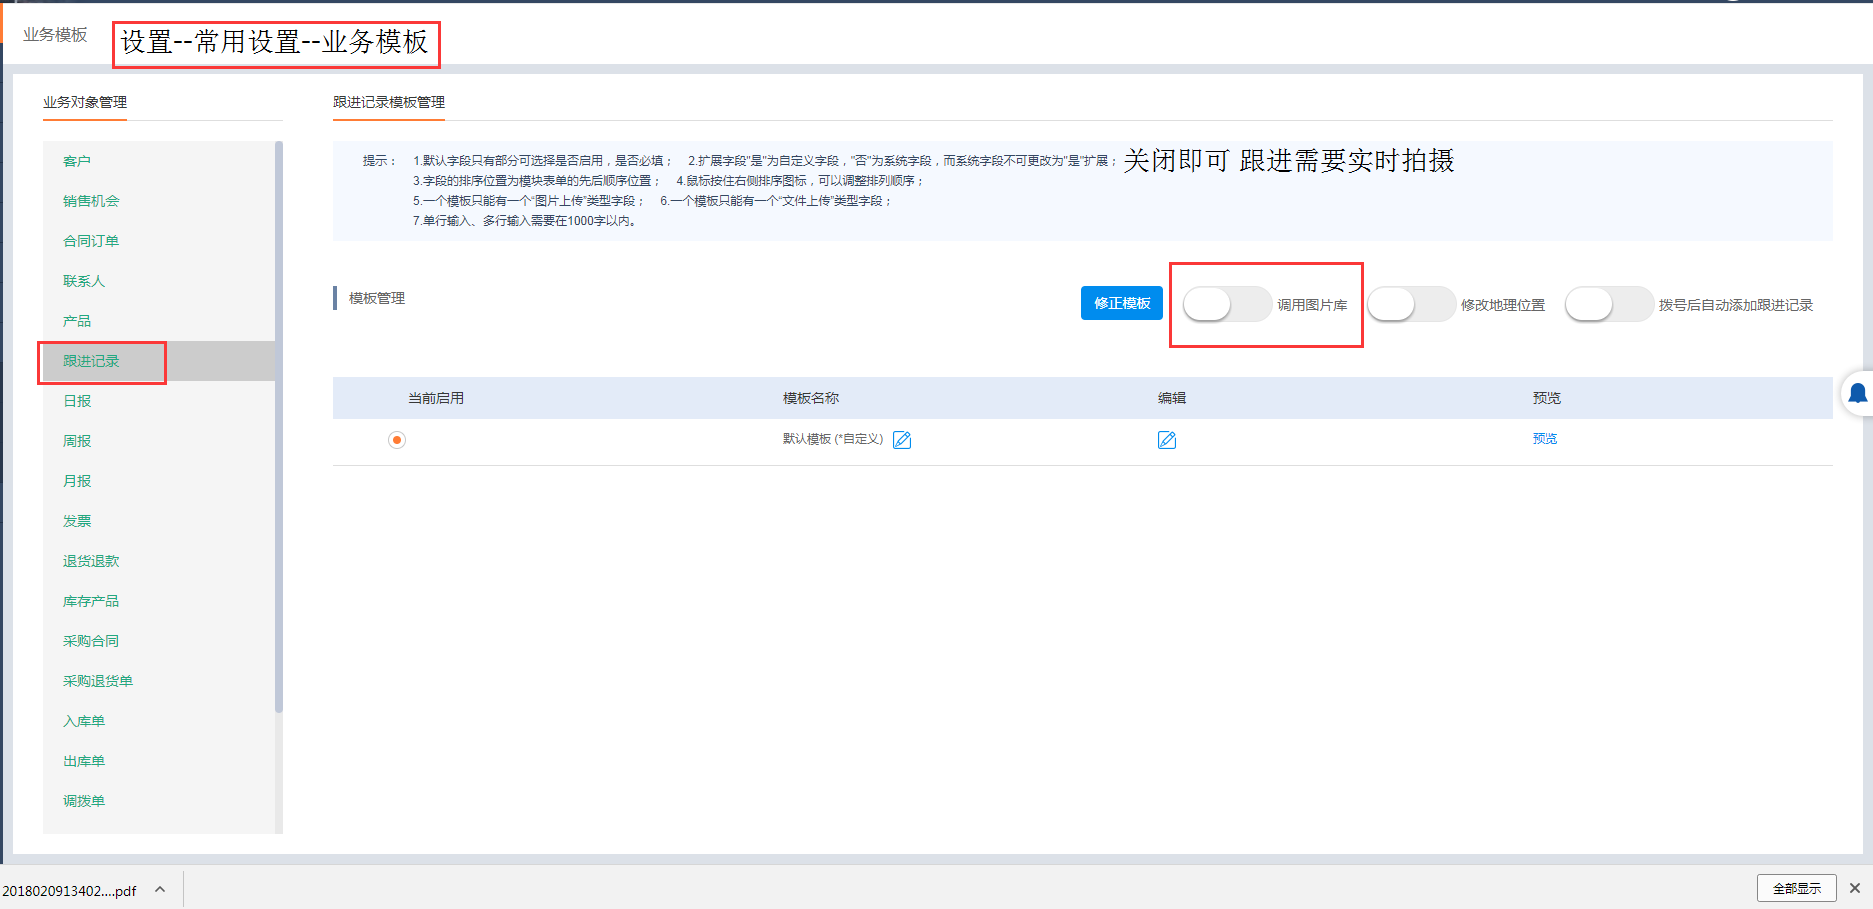 业务模板
设置--常用设置--业务模板
业务对象管理
客户
销售机会
合同订单
联系人
产品
跟进记录
日报
周报
月报
发票
退货退款
库存产品
采购合同
采购退货单
入库单
出库单
调拨单
跟进记录模板管理
提示： 1.默认字段只有部分可选择是否启用，是否必填； 2.扩展字段"是"为自定义字段，"否"为系统字段，而系统字段不可更改为"是"扩展；
关闭即可 跟进需要实时拍摄
3.字段的排序位置为模块表单的先后顺序位置； 4.鼠标按住右侧排序图标，可以调整排列顺序；
5.一个模板只能有一个"图片上传"类型字段； 6.一个模板只能有一个"文件上传"类型字段；
7.单行输入、多行输入需要在1000字以内。
模板管理
修正模板 调用图片库 修改地理位置 拨号后自动添加跟进记录
当前启用 模板名称 编辑 预览
默认模板 (*自定义) 预览
2018020913402....pdf 全部显示